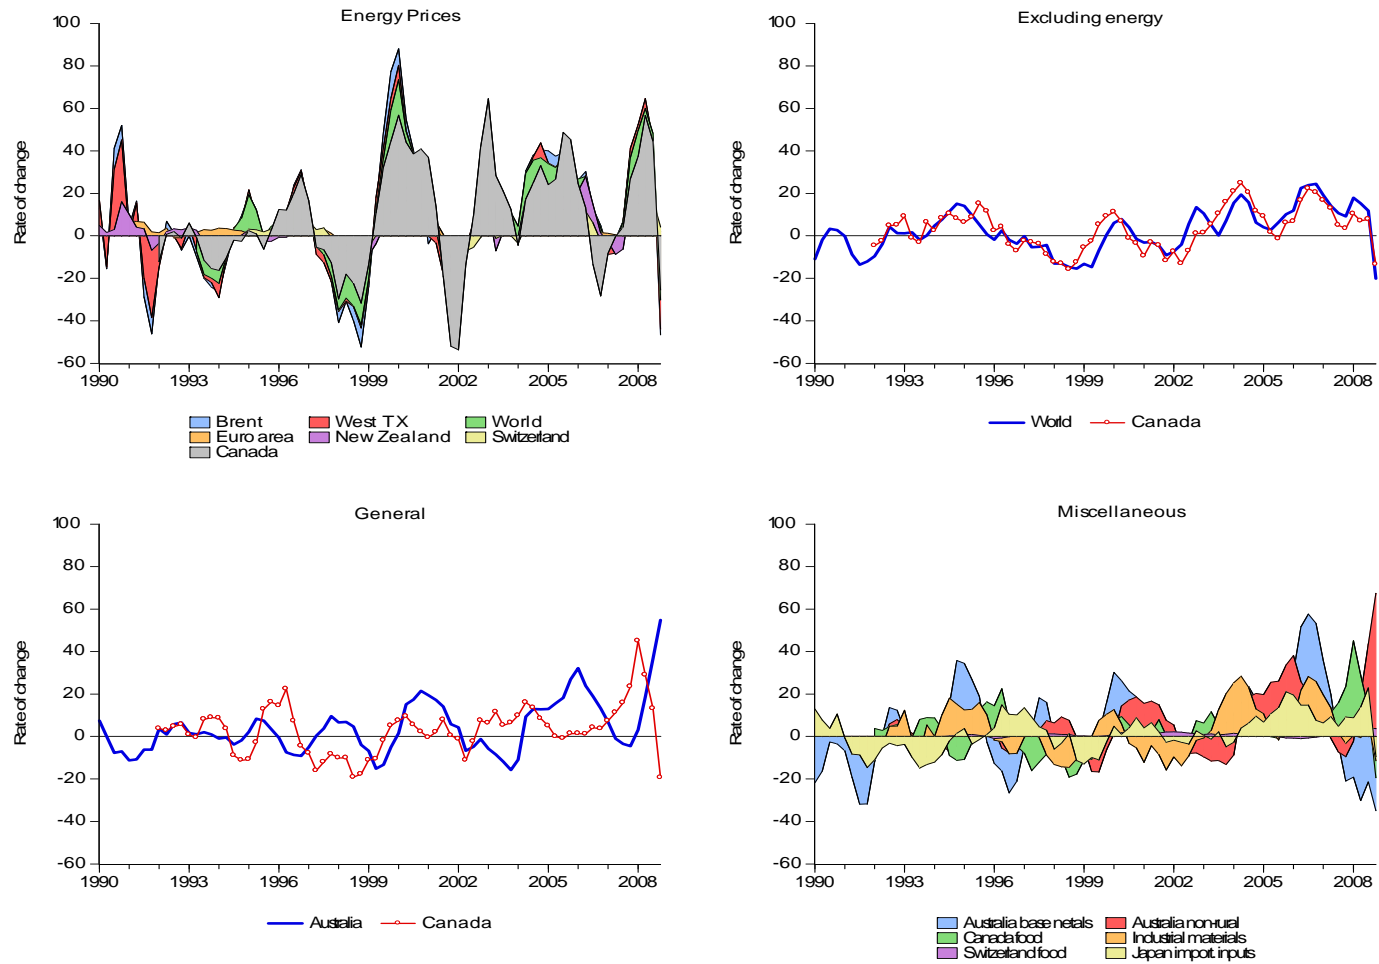 Energy Prices
Rate of change
100
80
60
40
20
0
-20
-40
-60
1990 1993 1996 1999 2002 2005 2008
Brent West TX World
Euro area New Zealand Switzerland
Canada
Excluding energy
Rate of change
100
80
60
40
20
0
-20
-40
-60
1990 1993 1996 1999 2002 2005 2008
World Canada
General
Rate of change
100
80
60
40
20
0
-20
-40
-60
1990 1993 1996 1999 2002 2005 2008
Australia Canada
Miscellaneous
Rate of change
100
80
60
40
20
0
-20
-40
-60
1990 1993 1996 1999 2002 2005 2008
Australia base netals Australia non-rural
Canada food Industrial materials
Switzerland food Japan import. inputs